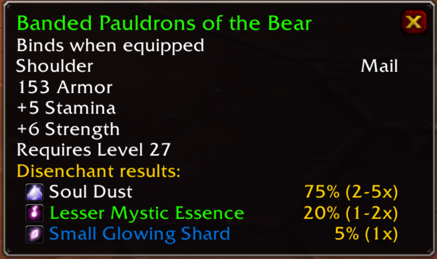 Banded Pauldrons of the Bear
Binds when equipped
Shoulder Mail
153 Armor
+5 Stamina
+6 Strength
Requires Level 27
Disenchant results:
Soul Dust 75% (2-5x)
Lesser Mystic Essence 20% (1-2x)
Small Glowing Shard 5% (1x)